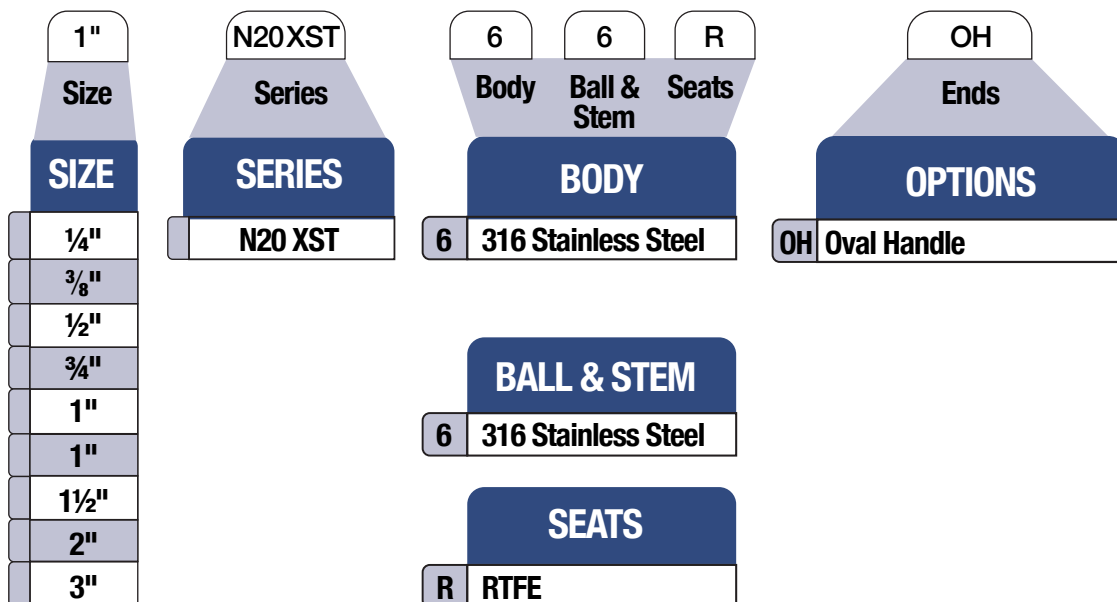 1" N20XST 6 6 R OH
Size Series Body Ball & Stem Seats Ends
SIZE
¼"
⅜"
½"
¾"
1"
1"
1½"
2"
3"
SERIES
N20 XST
BODY
6 316 Stainless Steel
BALL & STEM
6 316 Stainless Steel
SEATS
R RTFE
OPTIONS
OH Oval Handle